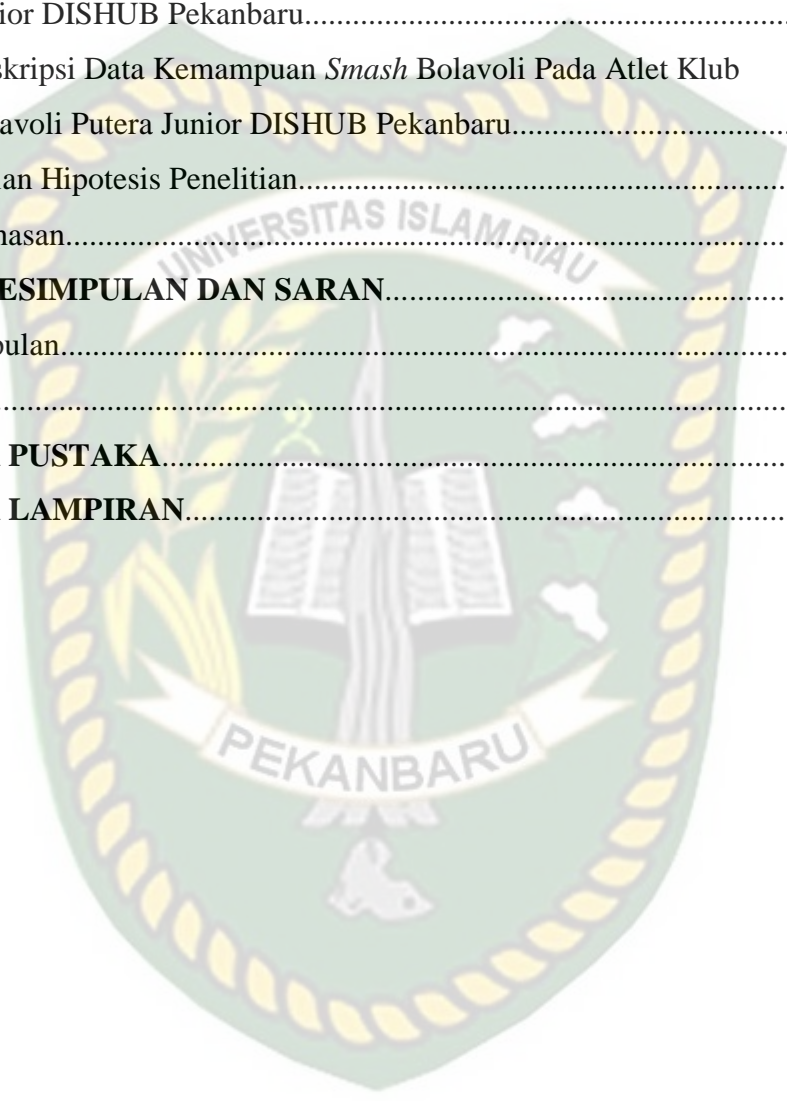 ior DISHUB Pekanbaru
skripsi Data Kemampuan Smash Bolavoli Pada Atlet Klub
avoli Putera Junior DISHUB Pekanbaru
ian Hipotesis Penelitian
hasan
UNIVERSITAS ISLAM RIAU
ESIMPULAN DAN SARAN
pulan
PUSTAKA
LAMPIRAN
PEKANBARU